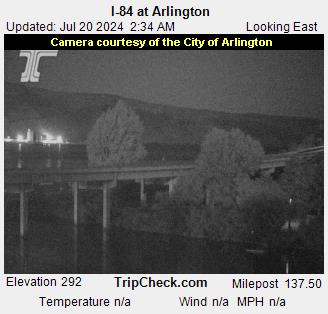 I-84 at Arlington
Updated: Jul 20 2024 2:34 AM Looking East
Camera courtesy of the City of Arlington
Elevation 292 TripCheck.com Milepost 137.50
Temperature n/a Wind n/a MPH n/a